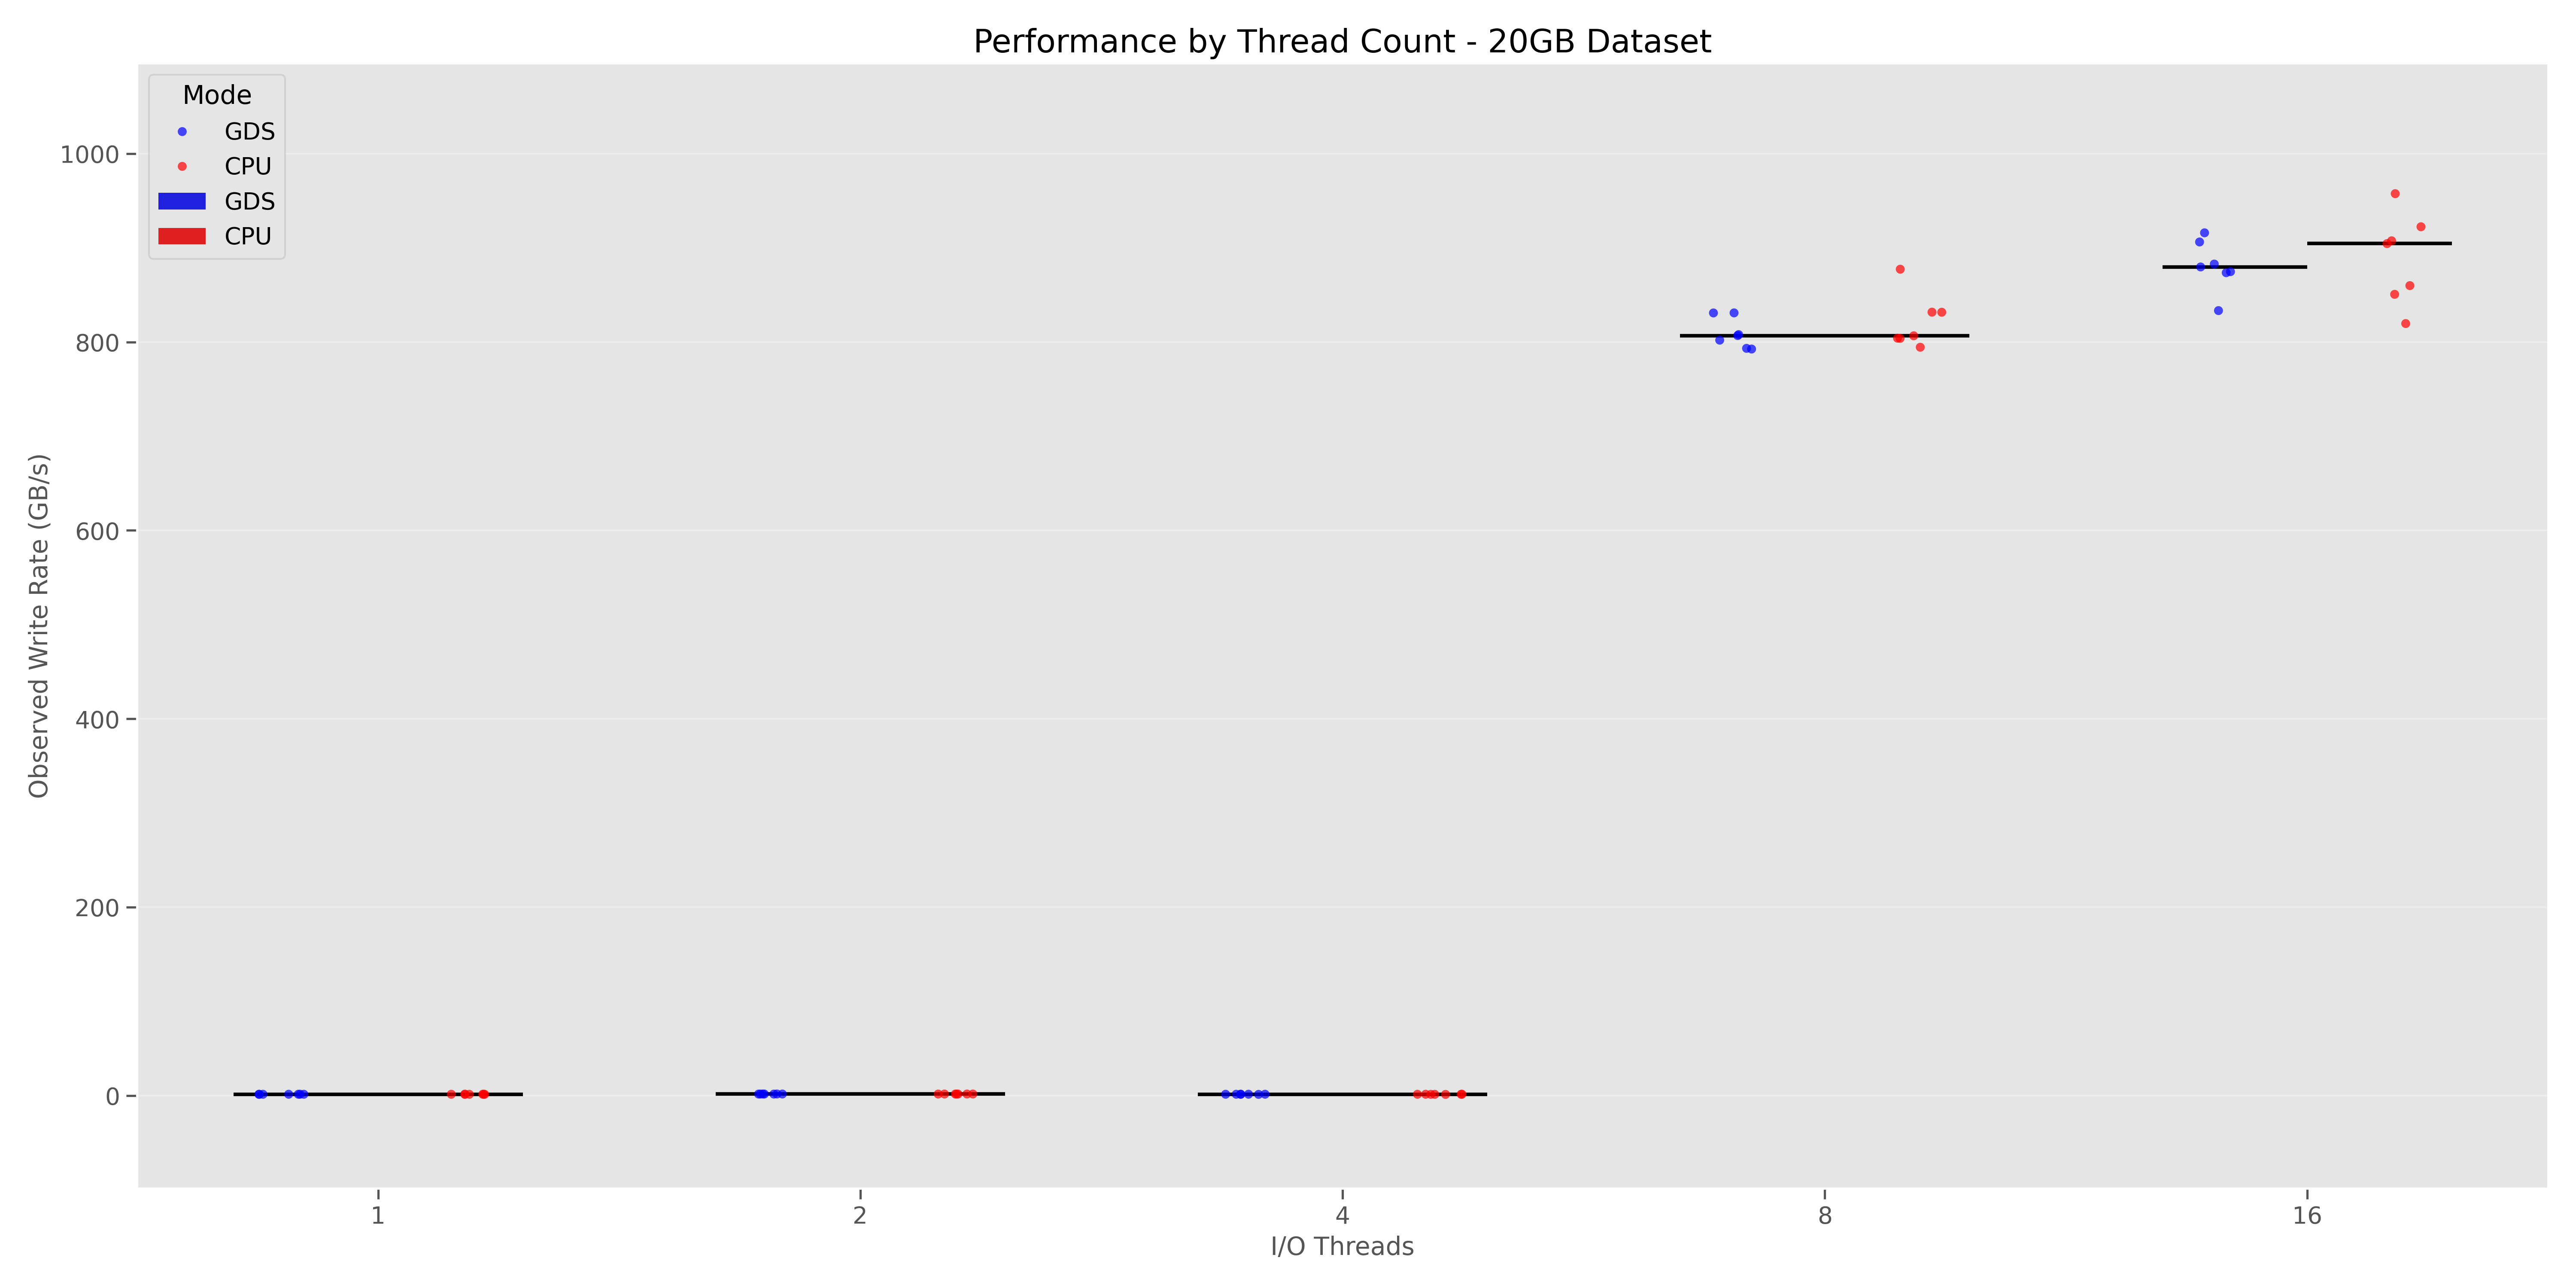 Performance by Thread Count - 20GB Dataset
Mode
GDS
CPU
GDS
CPU
Observed Write Rate (GB/s)
1000
800
600
400
200
0
1 2 4 8 16
I/O Threads